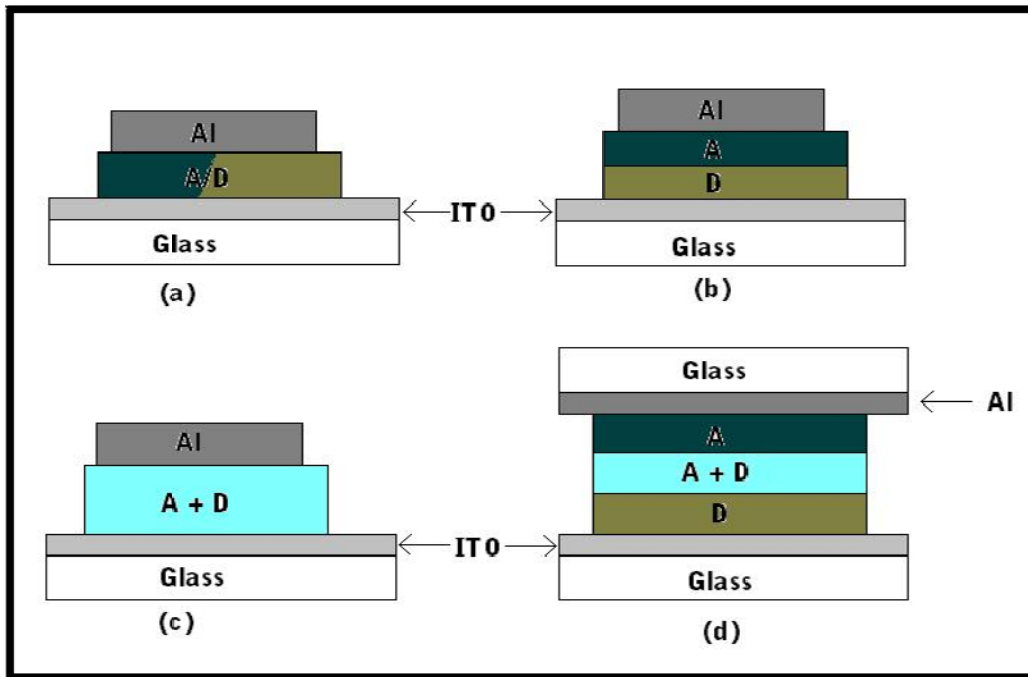 Al
A/D
Glass
(a)
ITO
Al
A
D
Glass
(b)
Al
A + D
Glass
(c)
ITO
Glass
Al
A
A + D
D
Glass
(d)